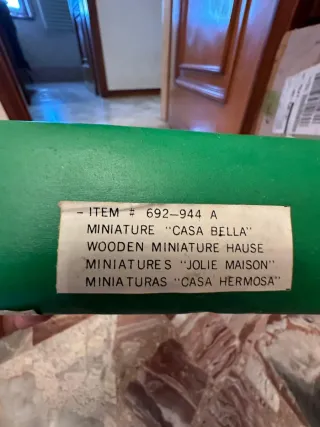 - ITEM # 692-944 A
MINIATURE "CASA BELLA"
WOODEN MINIATURE HAUSE
MINIATURES "JOLIE MAISON"
MINIATURAS "CASA HERMOSA"